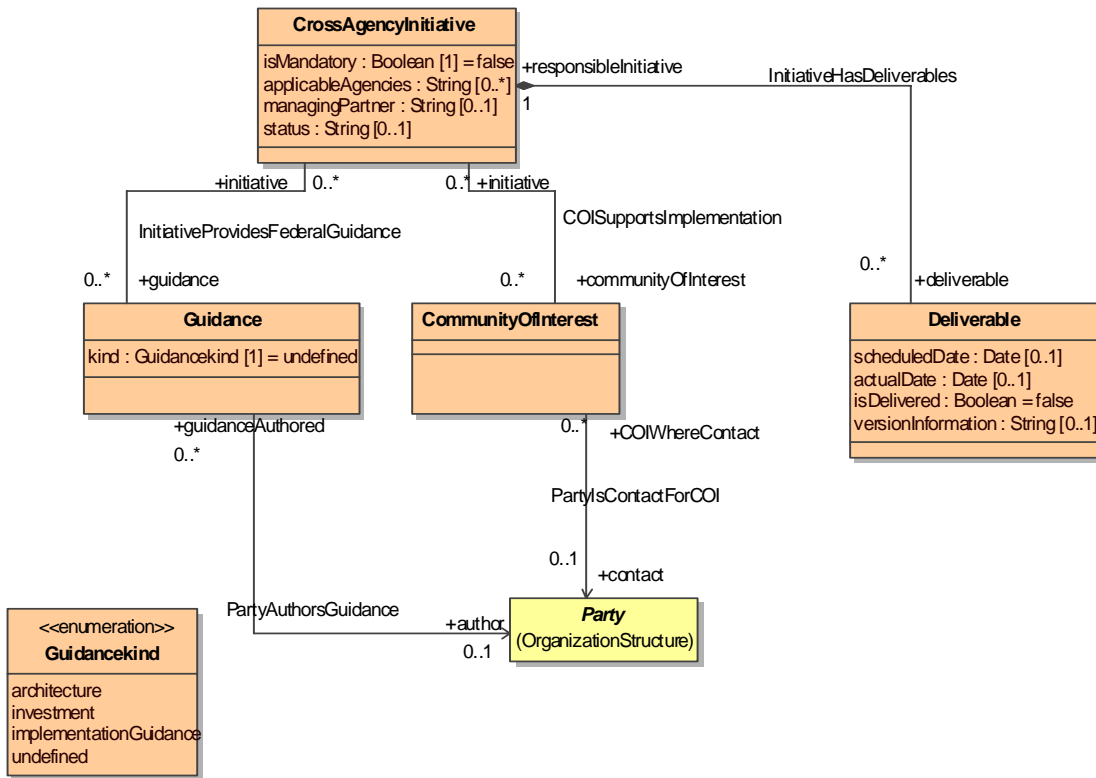 CrossAgencyInitiative
isMandatory : Boolean [1] = false
applicableAgencies : String [0..*]
managingPartner : String [0..1]
status : String [0..1]
+responsibleInitiative
1
InitiativeHasDeliverables
+initiative
0..*
0..*
+initiative
InitiativeProvidesFederalGuidance
COISupportsImplementation
0..*
+guidance
0..*
+communityOfInterest
0..*
+deliverable
Guidance
kind : Guidancekind [1] = undefined
CommunityOfInterest
Deliverable
scheduledDate : Date [0..1]
actualDate : Date [0..1]
isDelivered : Boolean = false
versionInformation : String [0..1]
+guidanceAuthored
0..*
0..*
+COIWhereContact
PartyIsContactForCOI
0..1
+contact
PartyAuthorsGuidance
+author
0..1
Party
(OrganizationStructure)
<<enumeration>>
Guidancekind
architecture
investment
implementationGuidance
undefined